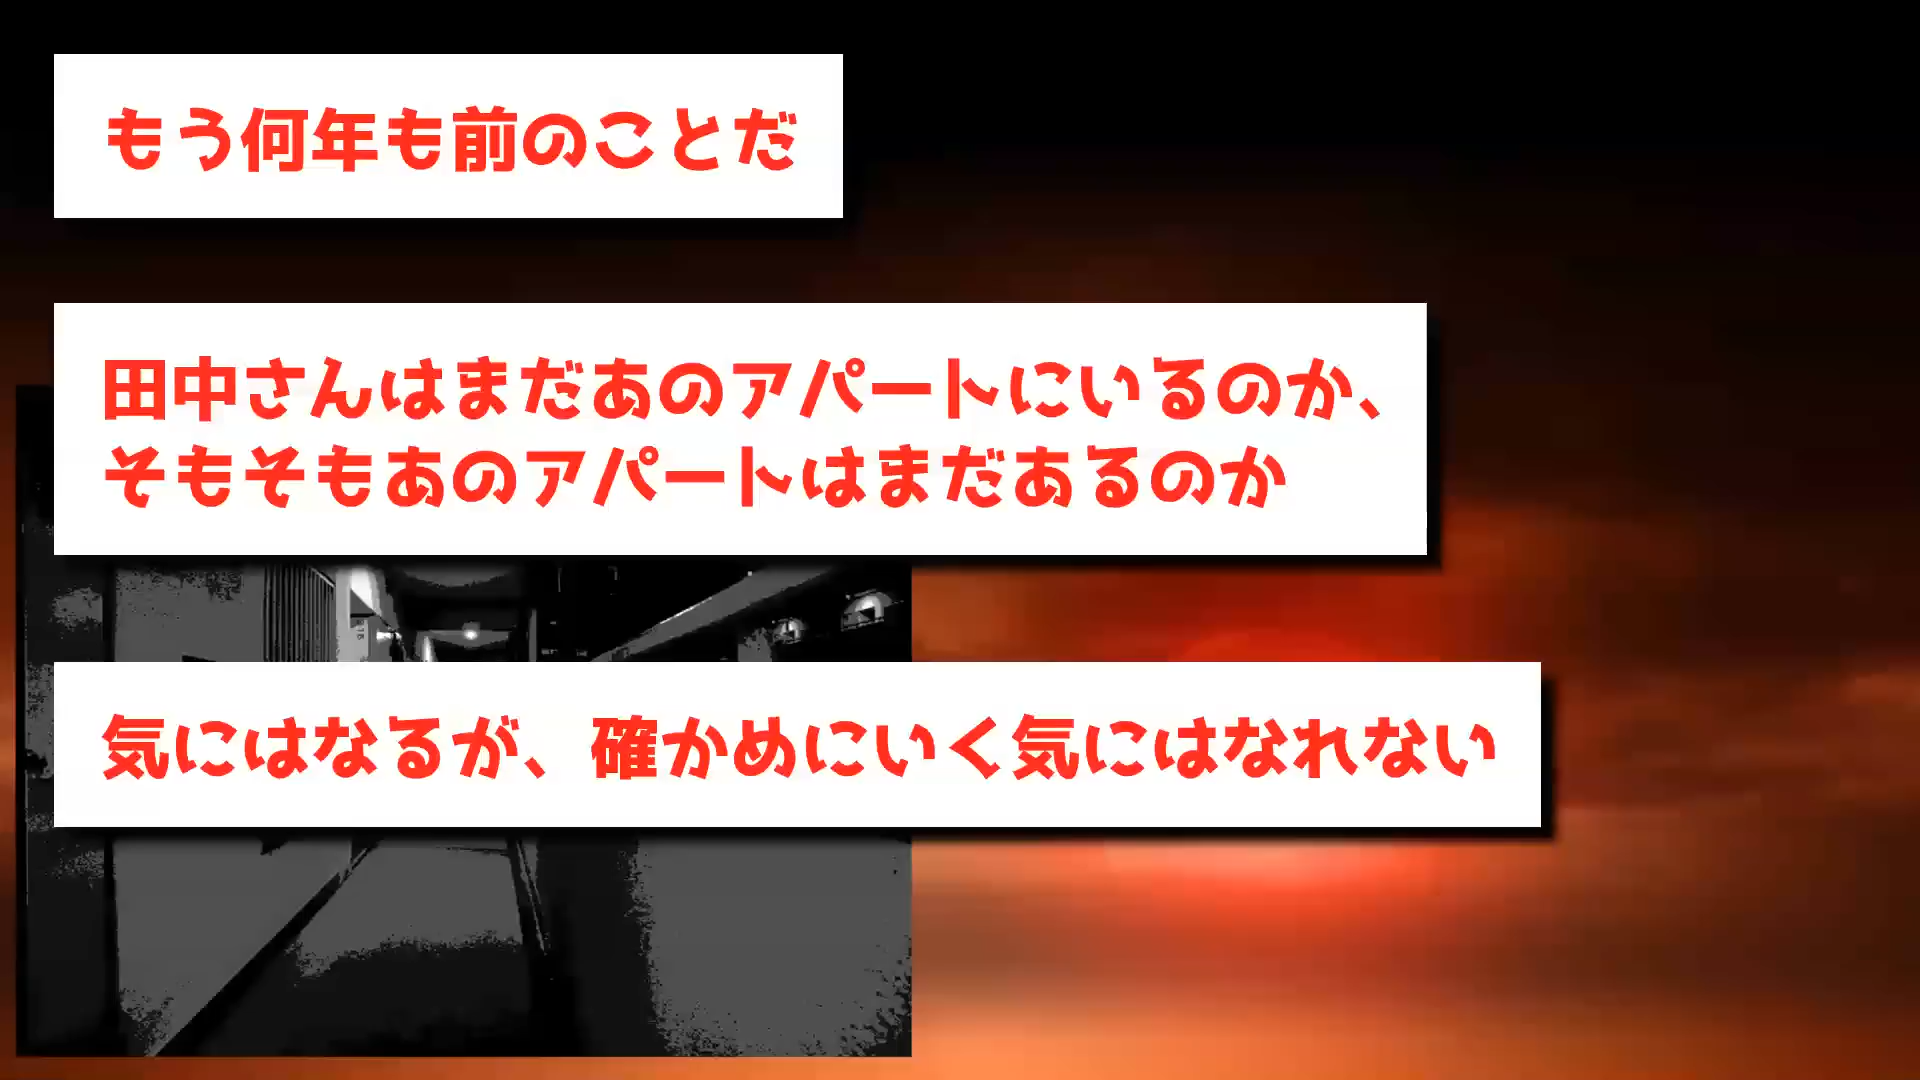 もう何年も前のことだ
田中さんはまだあのアパートにいるのか、
そもそもあのアパートはまだあるのか
気にはなるが、確かめにいく気にはなれない